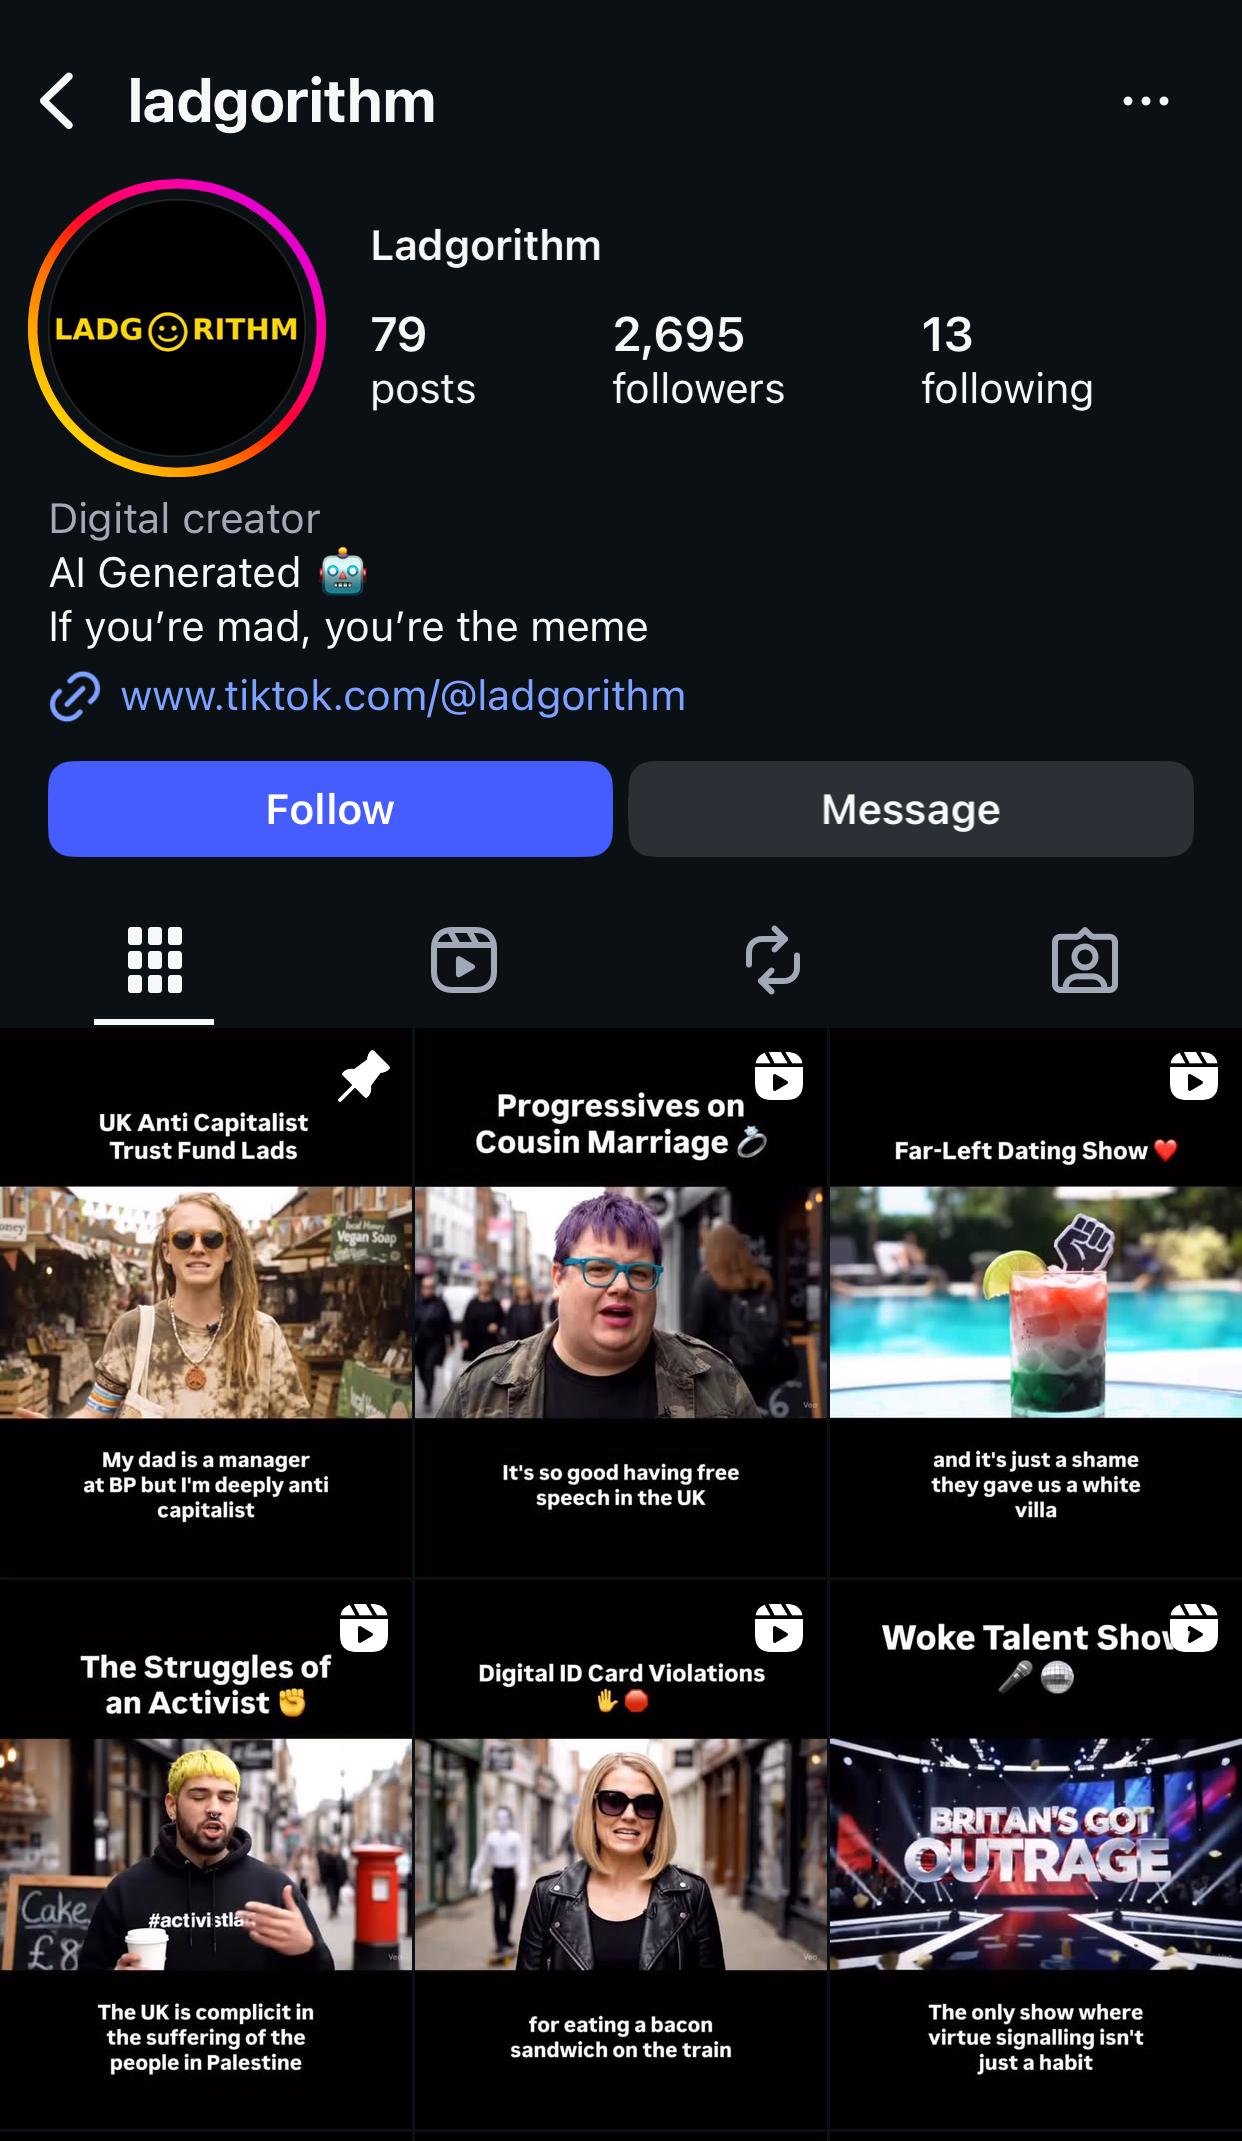 ladgorithm
LADG RITHM
Ladgorithm
79
posts
2,695
followers
13
following
Digital creator
AI Generated 🤖
If you’re mad, you’re the meme
www.tiktok.com/@ladgorithm
Follow
Message
UK Anti Capitalist
Trust Fund Lads
Local Honey
Vegan Soap
My dad is a manager
at BP but I'm deeply anti
capitalist
Progressives on
Cousin Marriage 💍
Veo
It's so good having free
speech in the UK
Far-Left Dating Show ❤️
and it's just a shame
they gave us a white
villa
The Struggles of
an Activist ✊
Cake
£8
#activistla
Veo
The UK is complicit in
the suffering of the
people in Palestine
Digital ID Card Violations
✋🛑
Veo
for eating a bacon
sandwich on the train
Woke Talent Show
🎤🪩
BRITAN'S GOT
OUTRAGE
The only show where
virtue signalling isn't
just a habit